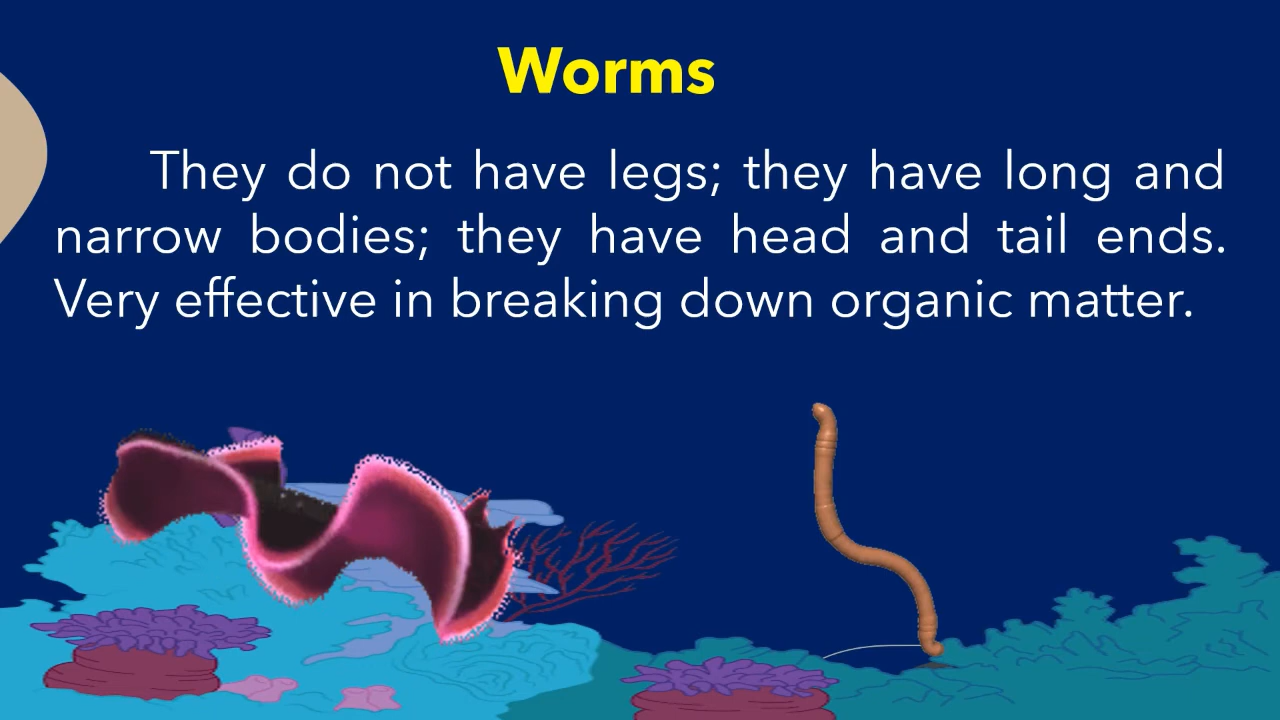 Worms
They do not have legs; they have long and
narrow bodies; they have head and tail ends.
Very effective in breaking down organic matter.